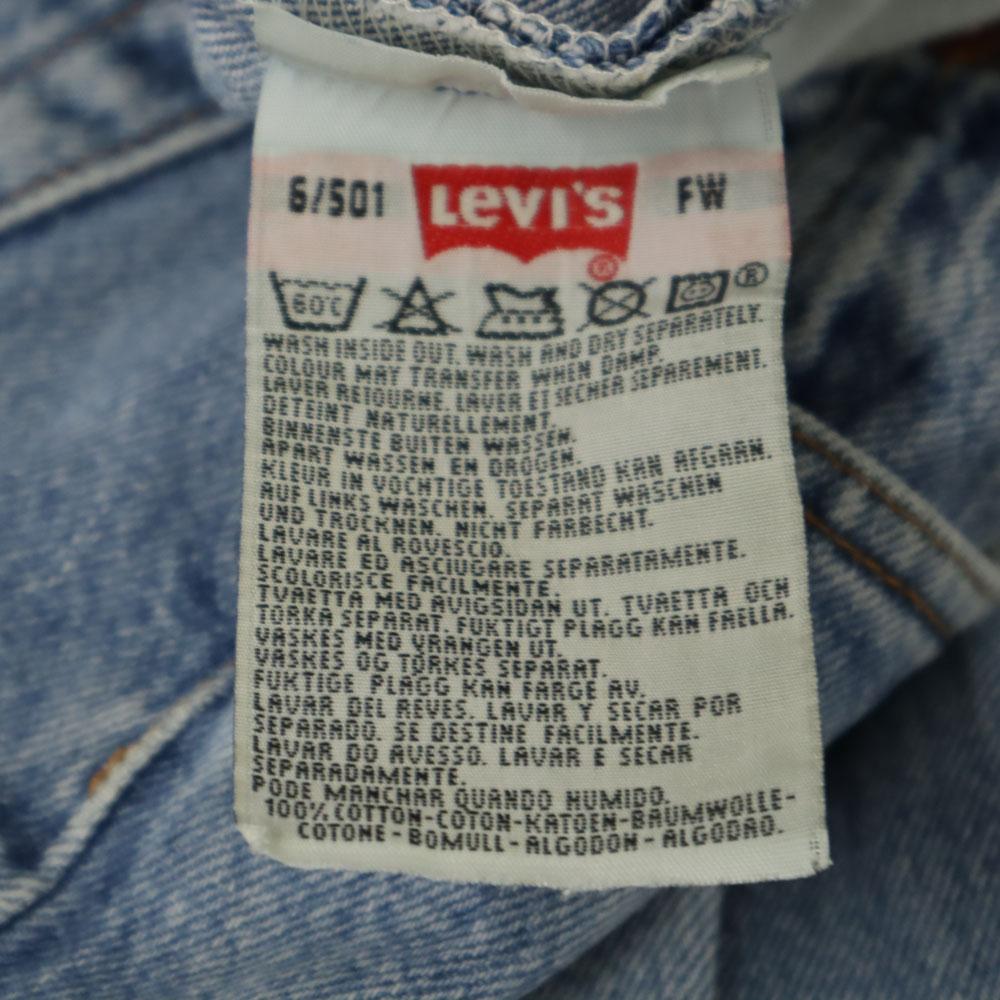 6/501 LEVI'S FW
®
60°C ®
WASH INSIDE OUT. WASH AND DRY SEPARATELY.
COLOUR MAY TRANSFER WHEN DAMP.
LAVER RETOURNE. LAVER ET SECHER SEPAREMENT.
DETEINT NATURELLEMENT.
BINNENSTE BUITEN WASSEN.
APART WASSEN EN DROGEN.
KLEUR IN VOCHTIGE TOESTAND KAN AFGAAN.
AUF LINKS WASCHEN. SEPARAT WASCHEN
UND TROCKNEN. NICHT FARBECHT.
LAVARE AL ROVESCIO.
LAVARE ED ASCIUGARE SEPARATAMENTE.
SCOLORISCE FACILMENTE.
TVAETTA MED AVIGSIDAN UT. TVAETTA OCH
TORKA SEPARAT. FUKTIGT PLAGG KAN FAELLA.
VASKES MED VRANGEN UT.
VASKES OG TORKES SEPARAT.
FUKTIGE PLAGG KAN FARGE AV.
LAVAR DEL REVES. LAVAR Y SECAR POR
SEPARADO. SE DESTINE FACILMENTE.
LAVAR DO AVESSO. LAVAR E SECAR
SEPARADAMENTE.
PODE MANCHAR QUANDO HUMIDO.
100% COTTON-COTON-KATOEN-BAUMWOLLE-
COTONE-BOMULL-ALGODON-ALGODAO.